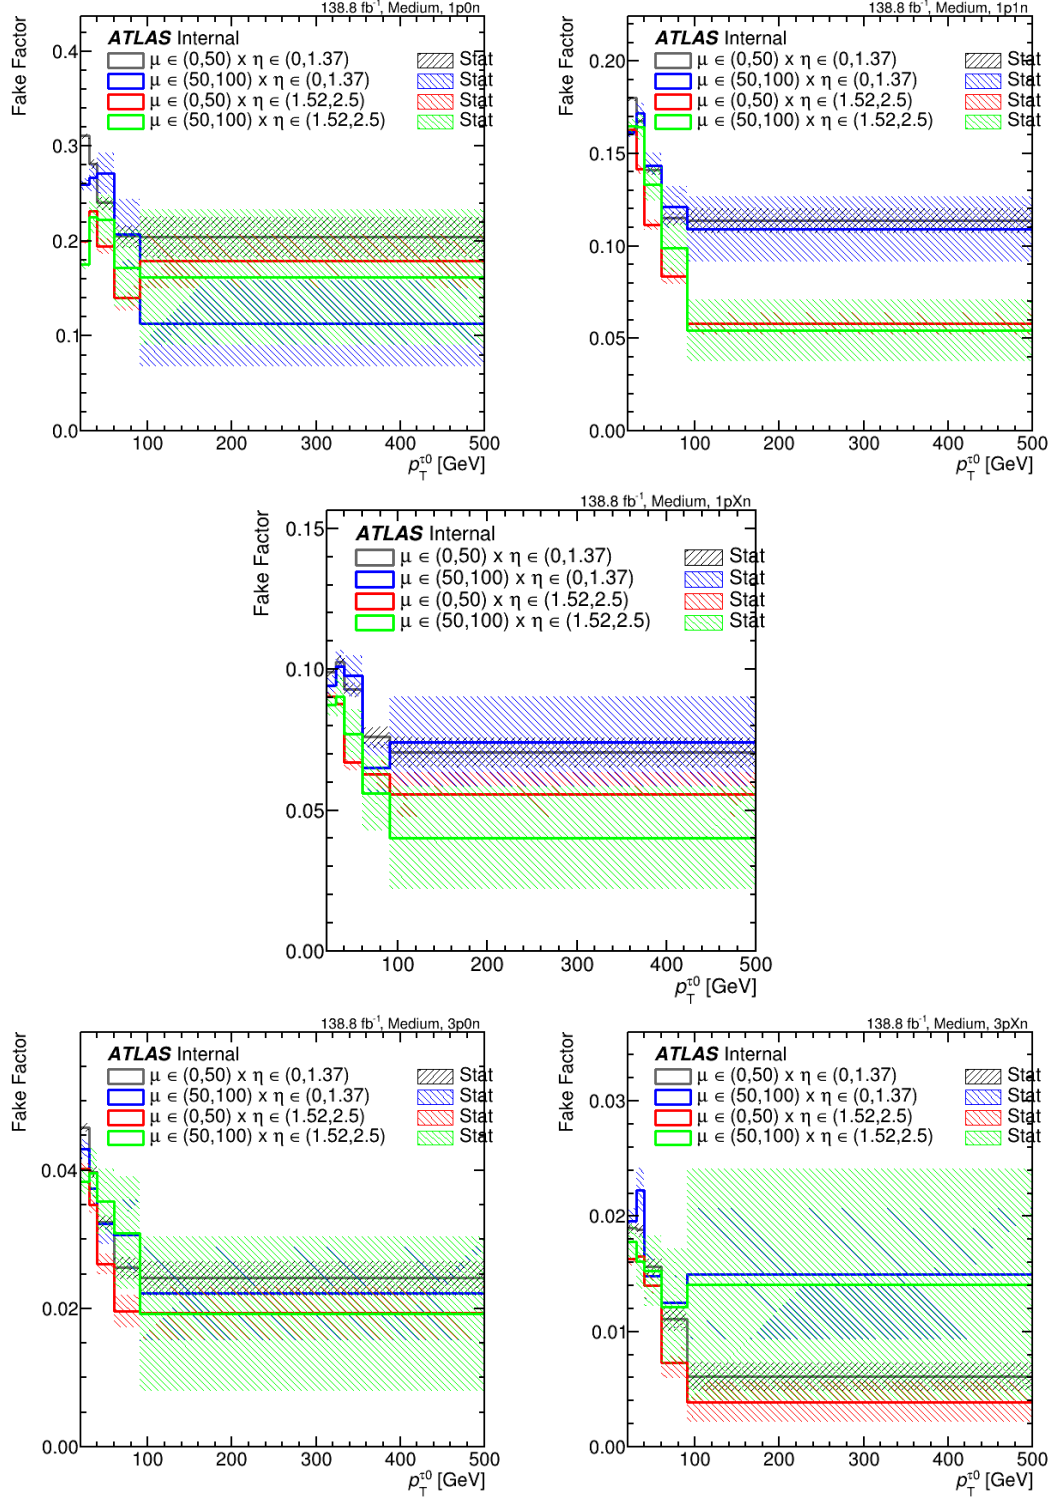 138.8 fb⁻¹, Medium, 1p0n
Fake Factor
ATLAS Internal
μ ∈ (0,50) x η ∈ (0,1.37) Stat
μ ∈ (50,100) x η ∈ (0,1.37) Stat
μ ∈ (0,50) x η ∈ (1.52,2.5) Stat
μ ∈ (50,100) x η ∈ (1.52,2.5) Stat
0.4
0.3
0.2
0.1
0.0
100 200 300 400 500
p_T^τ0 [GeV]
138.8 fb⁻¹, Medium, 1p1n
Fake Factor
ATLAS Internal
μ ∈ (0,50) x η ∈ (0,1.37) Stat
μ ∈ (50,100) x η ∈ (0,1.37) Stat
μ ∈ (0,50) x η ∈ (1.52,2.5) Stat
μ ∈ (50,100) x η ∈ (1.52,2.5) Stat
0.20
0.15
0.10
0.05
0.00
100 200 300 400 500
p_T^τ0 [GeV]
138.8 fb⁻¹, Medium, 1pXn
Fake Factor
ATLAS Internal
μ ∈ (0,50) x η ∈ (0,1.37) Stat
μ ∈ (50,100) x η ∈ (0,1.37) Stat
μ ∈ (0,50) x η ∈ (1.52,2.5) Stat
μ ∈ (50,100) x η ∈ (1.52,2.5) Stat
0.15
0.10
0.05
0.00
100 200 300 400 500
p_T^τ0 [GeV]
138.8 fb⁻¹, Medium, 3p0n
Fake Factor
ATLAS Internal
μ ∈ (0,50) x η ∈ (0,1.37) Stat
μ ∈ (50,100) x η ∈ (0,1.37) Stat
μ ∈ (0,50) x η ∈ (1.52,2.5) Stat
μ ∈ (50,100) x η ∈ (1.52,2.5) Stat
0.04
0.02
0.00
100 200 300 400 500
p_T^τ0 [GeV]
138.8 fb⁻¹, Medium, 3pXn
Fake Factor
ATLAS Internal
μ ∈ (0,50) x η ∈ (0,1.37) Stat
μ ∈ (50,100) x η ∈ (0,1.37) Stat
μ ∈ (0,50) x η ∈ (1.52,2.5) Stat
μ ∈ (50,100) x η ∈ (1.52,2.5) Stat
0.03
0.02
0.01
0.00
100 200 300 400 500
p_T^τ0 [GeV]